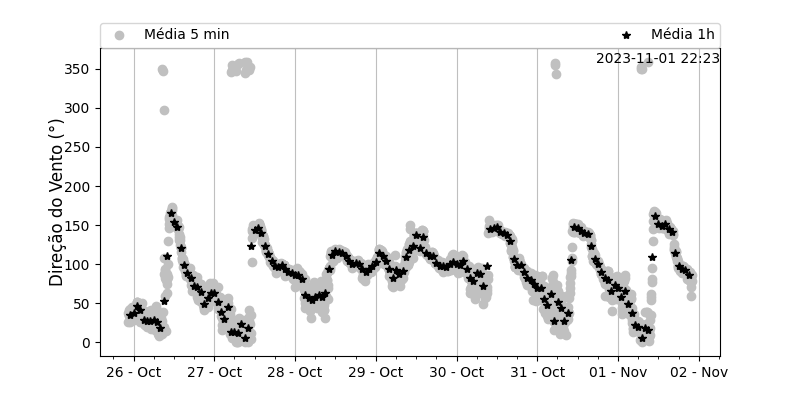 Média 5 min
Média 1h
2023-11-01 22:23
Direção do Vento (°)
350
300
250
200
150
100
50
0
26 - Oct
27 - Oct
28 - Oct
29 - Oct
30 - Oct
31 - Oct
01 - Nov
02 - Nov